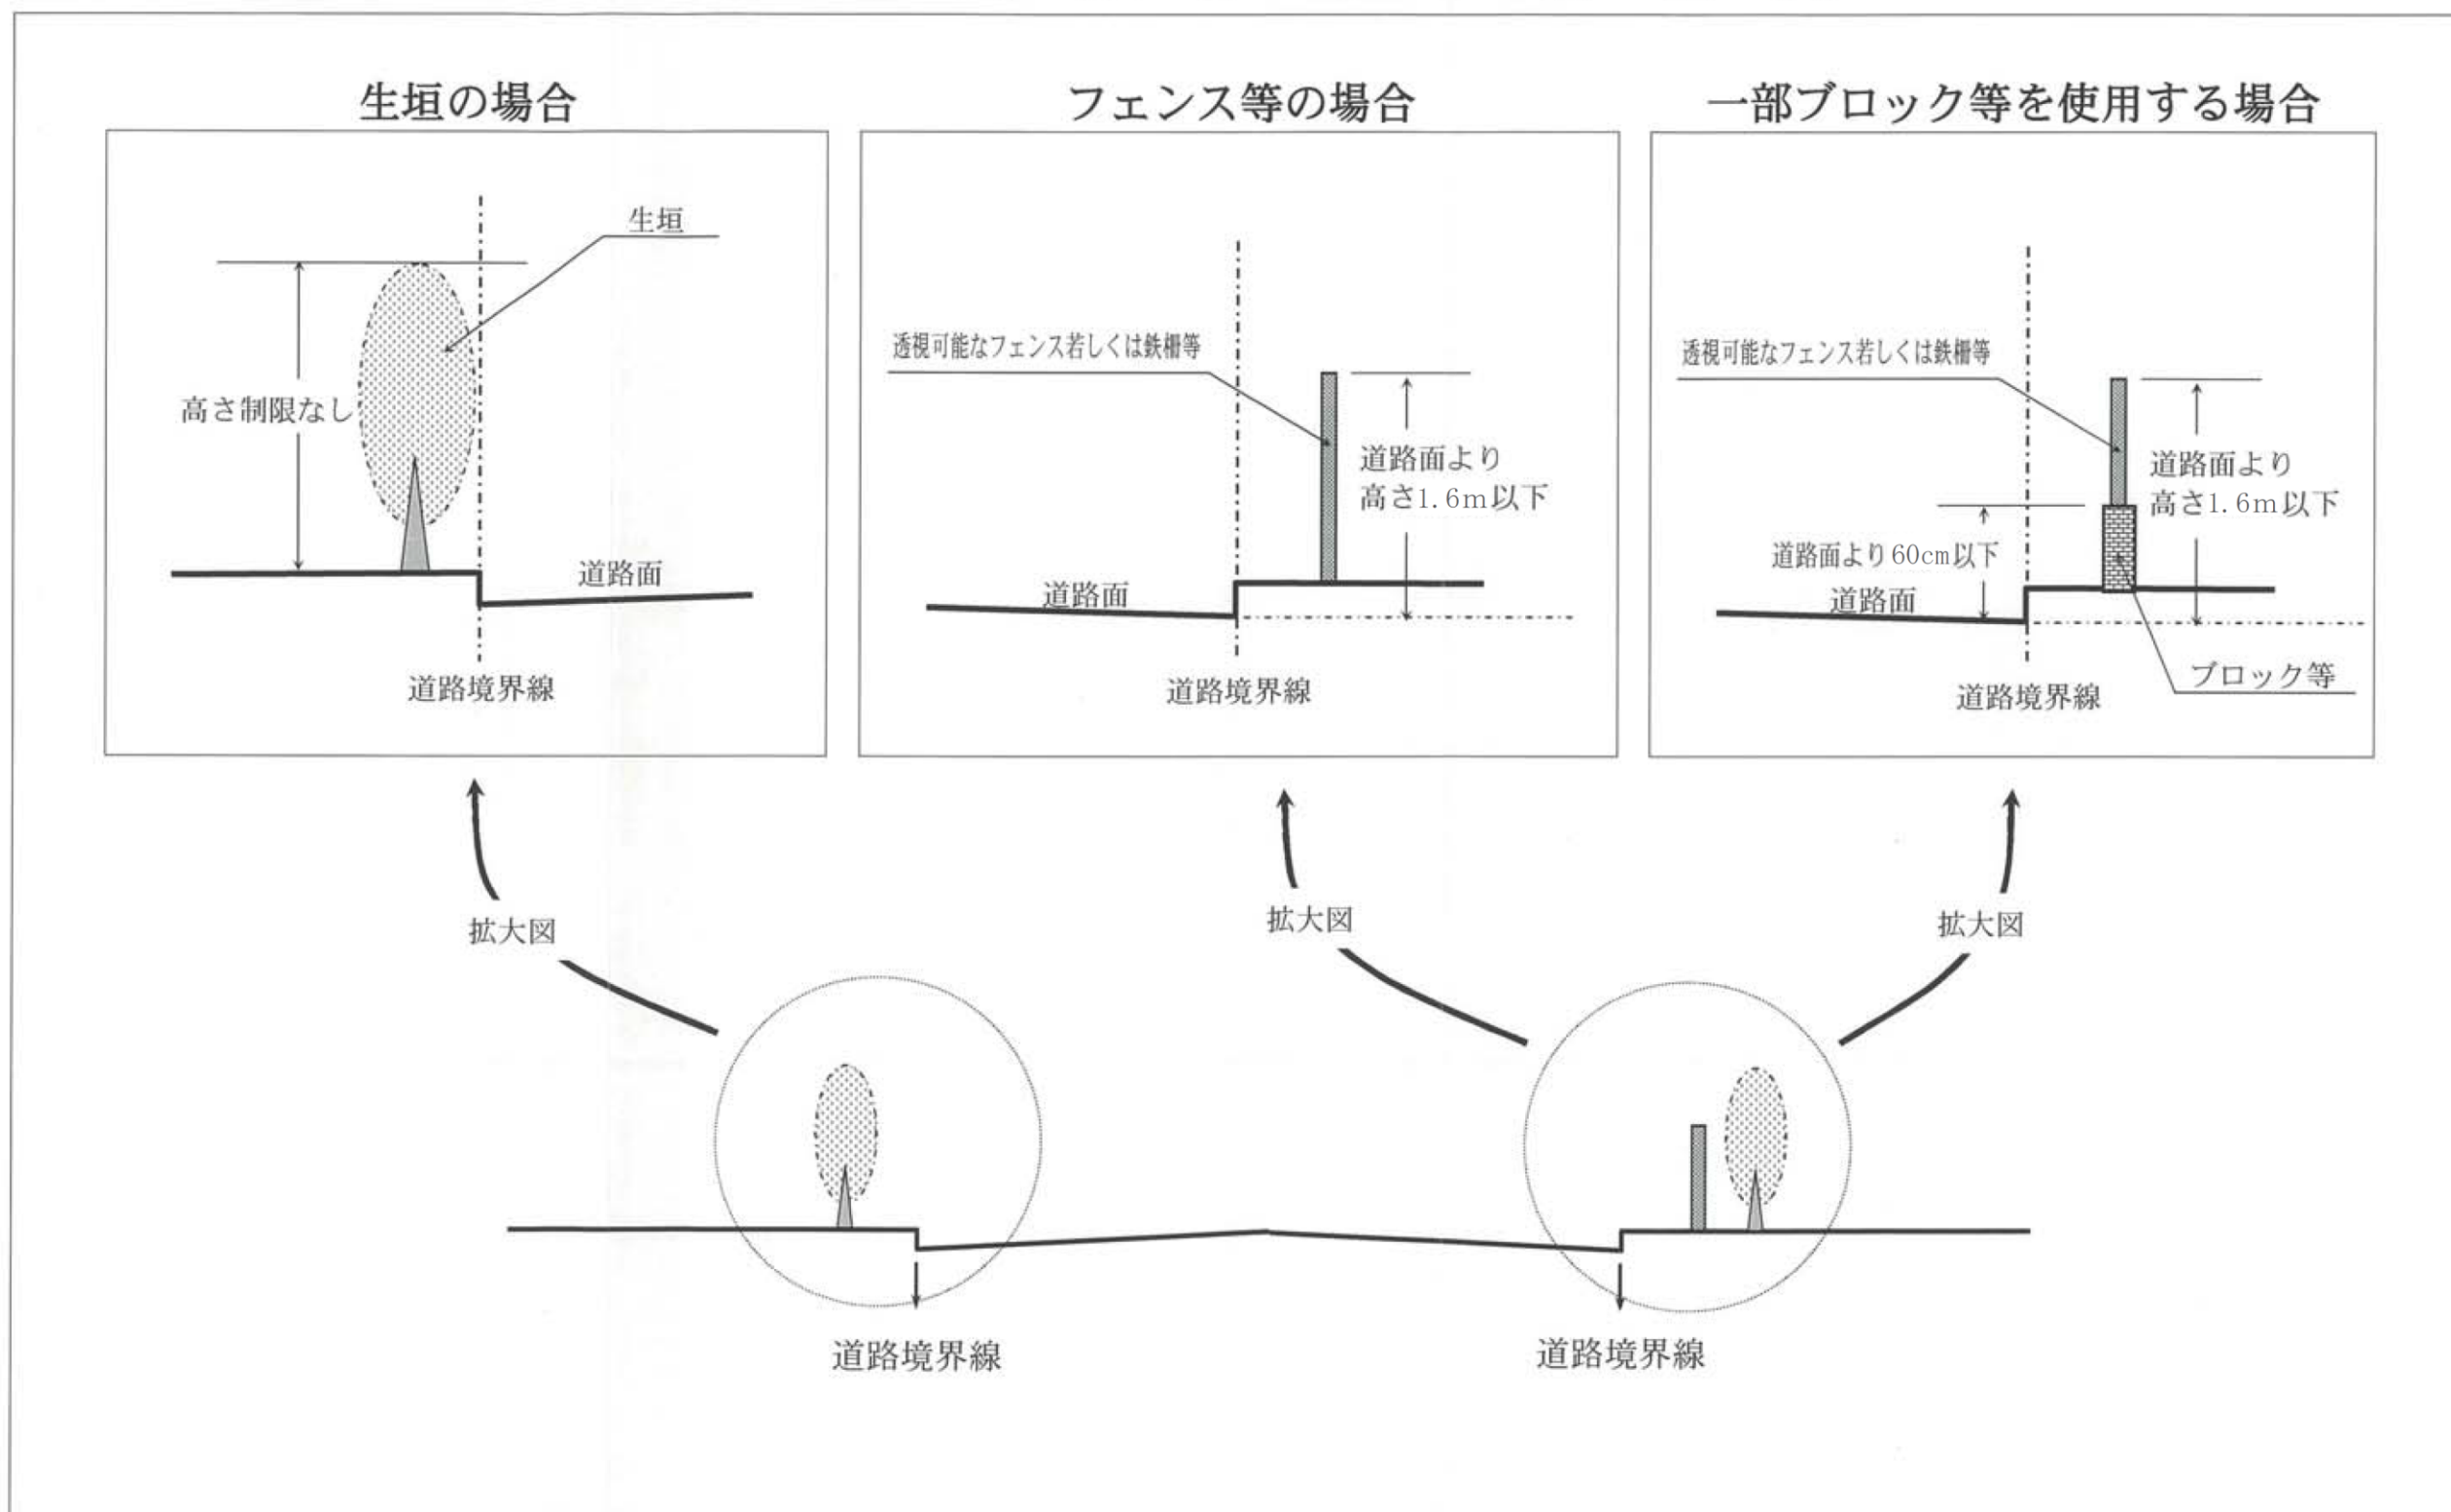 生垣の場合
生垣
高さ制限なし
道路面
道路境界線
フェンス等の場合
透視可能なフェンス若しくは鉄柵等
道路面より
高さ1.6m以下
道路面
道路境界線
一部ブロック等を使用する場合
透視可能なフェンス若しくは鉄柵等
道路面より
高さ1.6m以下
道路面より60cm以下
道路面
ブロック等
道路境界線
拡大図
拡大図
拡大図
道路境界線
道路境界線